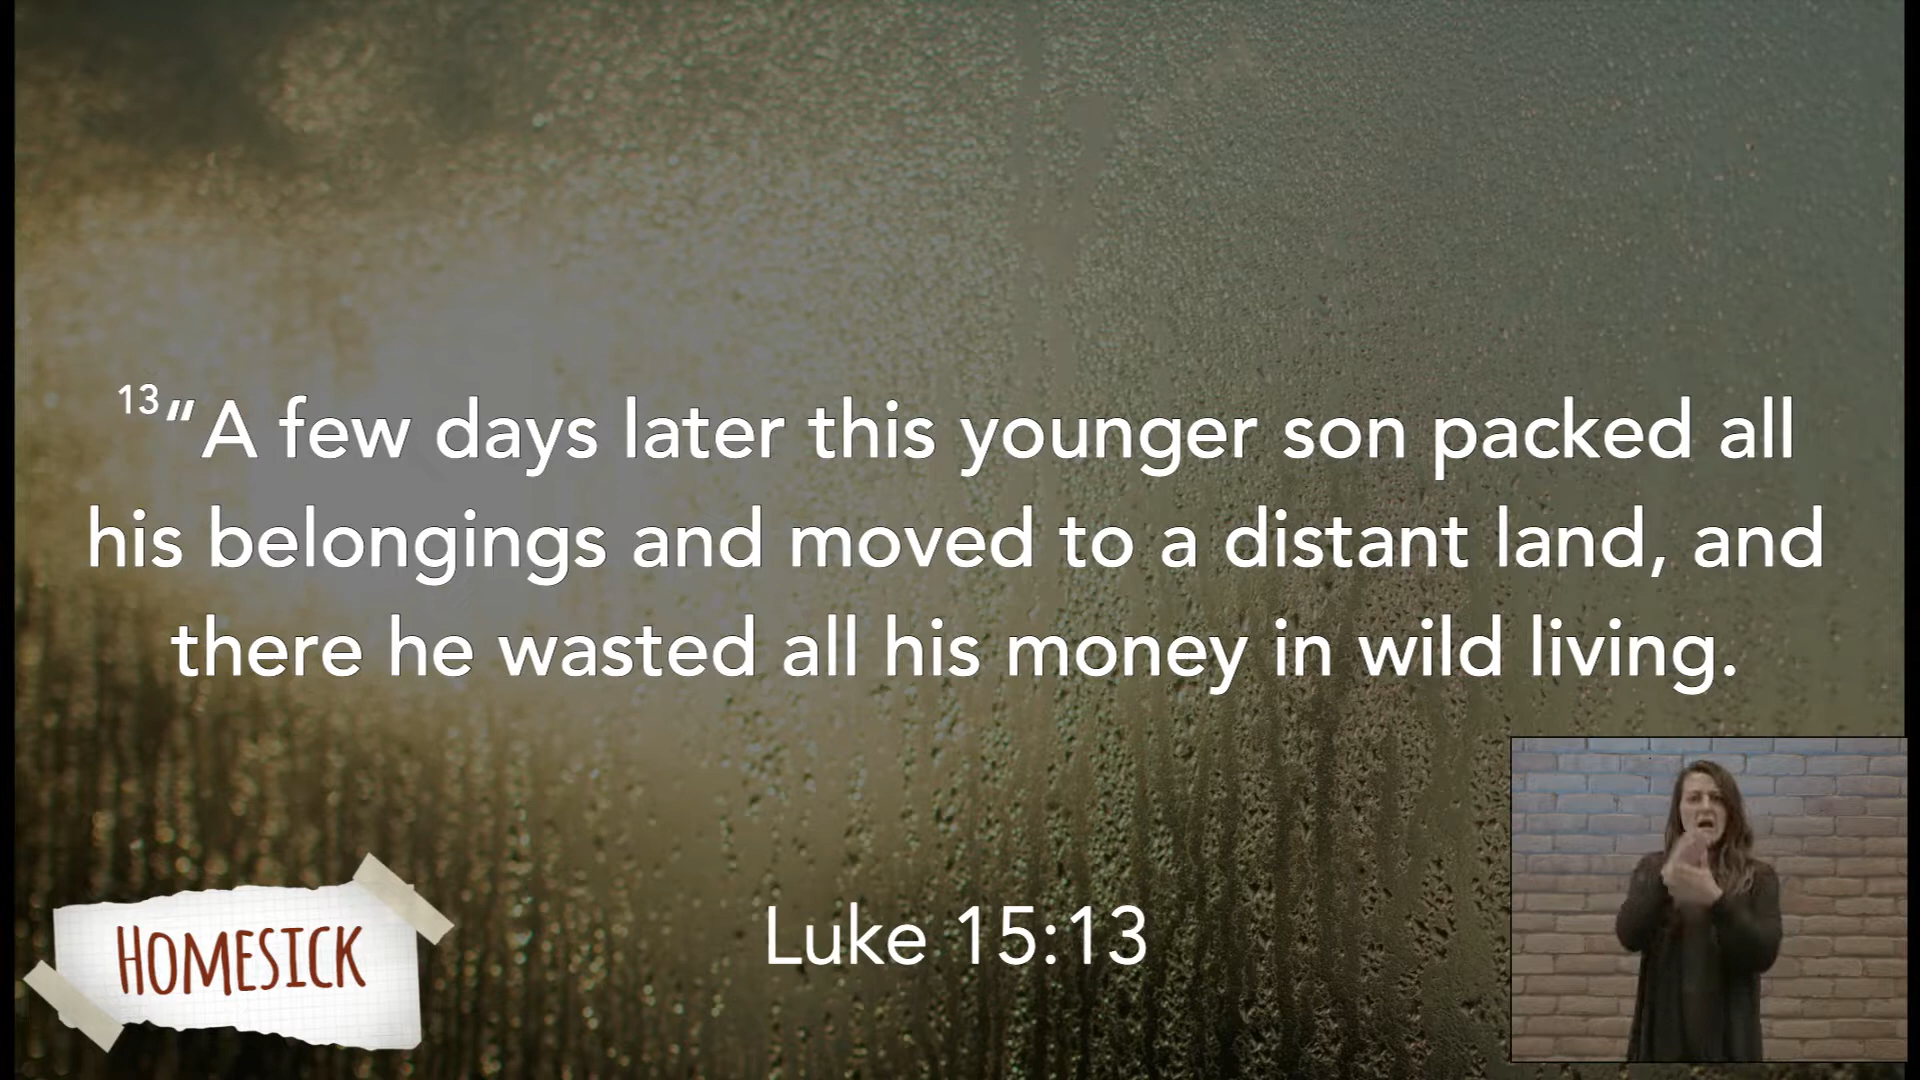 13"A few days later this younger son packed all
his belongings and moved to a distant land, and
there he wasted all his money in wild living.
Luke 15:13
HOMESICK